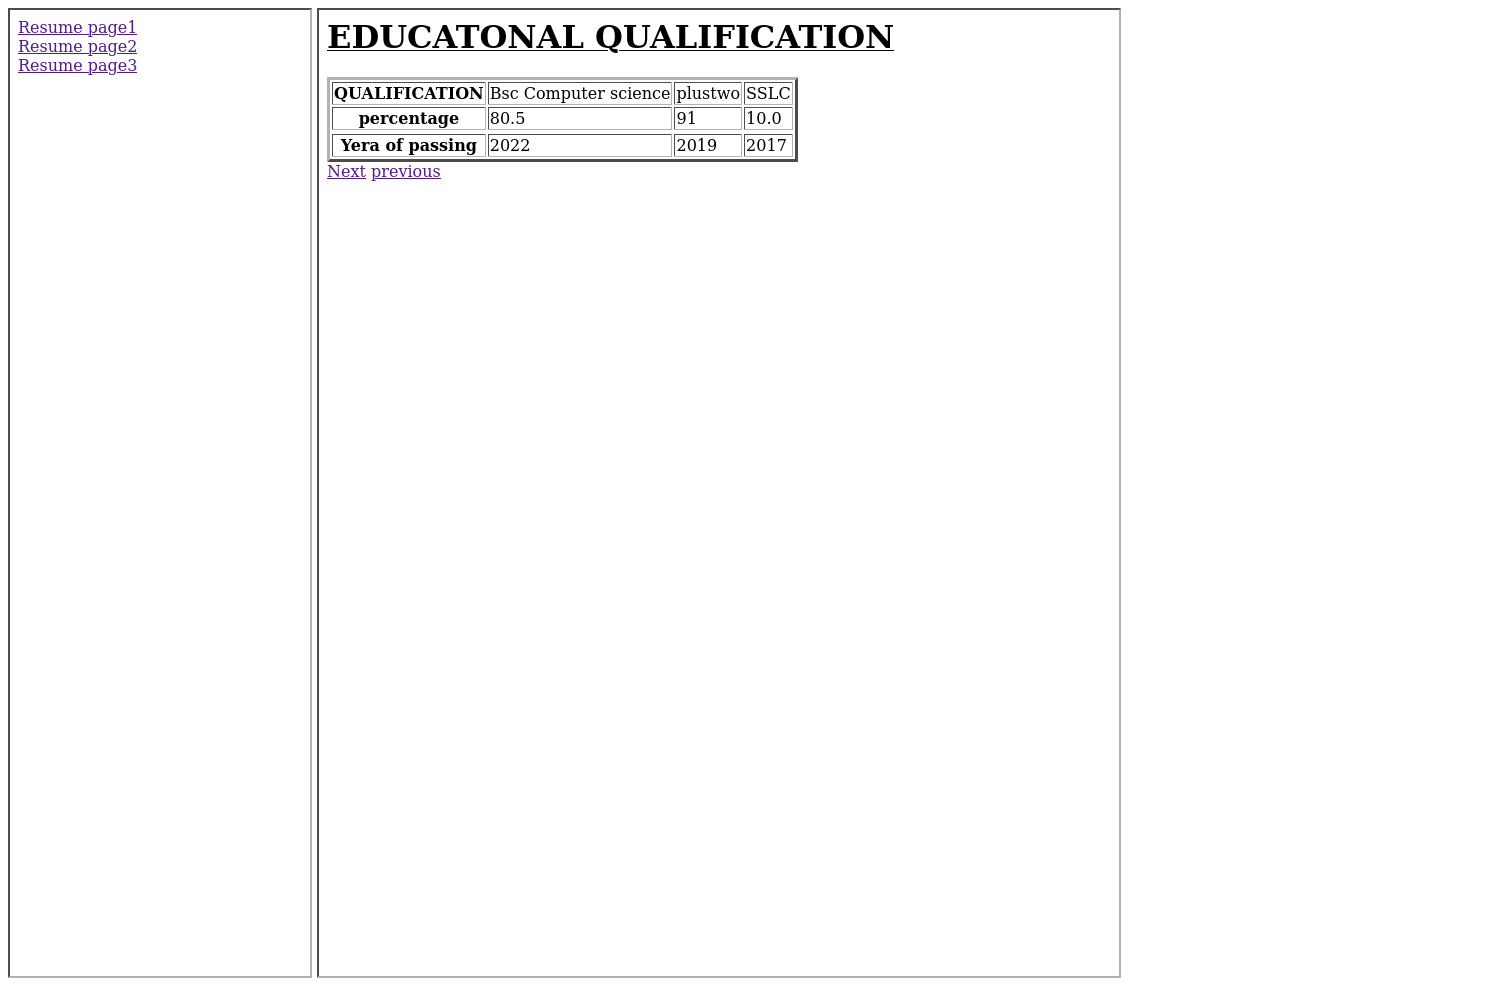 Resume page1
Resume page2
Resume page3
EDUCATONAL QUALIFICATION
QUALIFICATION Bsc Computer science plustwo SSLC
percentage 80.5 91 10.0
Yera of passing 2022 2019 2017
Next previous